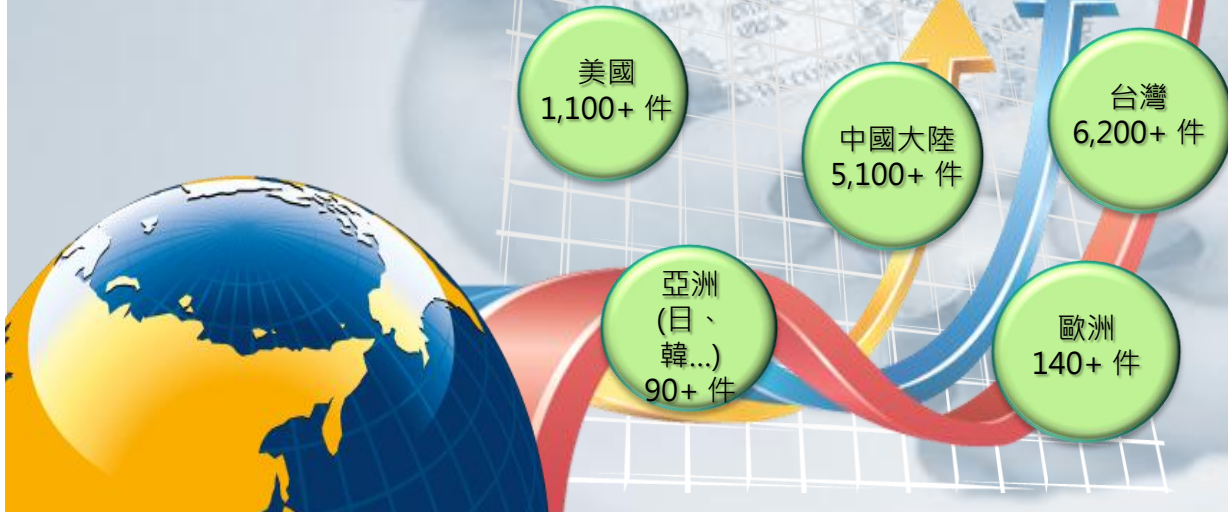 美國
1,100+ 件
中國大陸
5,100+ 件
台灣
6,200+ 件
亞洲
(日、
韓…)
90+ 件
歐洲
140+ 件